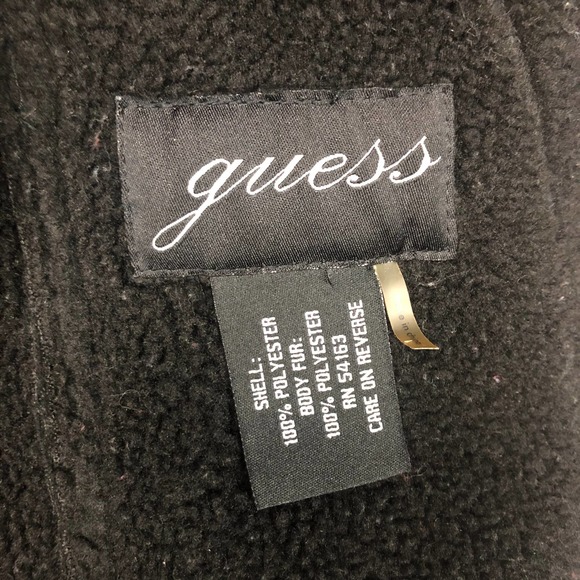 guess
SHELL:
100% POLYESTER
BODY FUR:
100% POLYESTER
RN 54163
CARE ON REVERSE